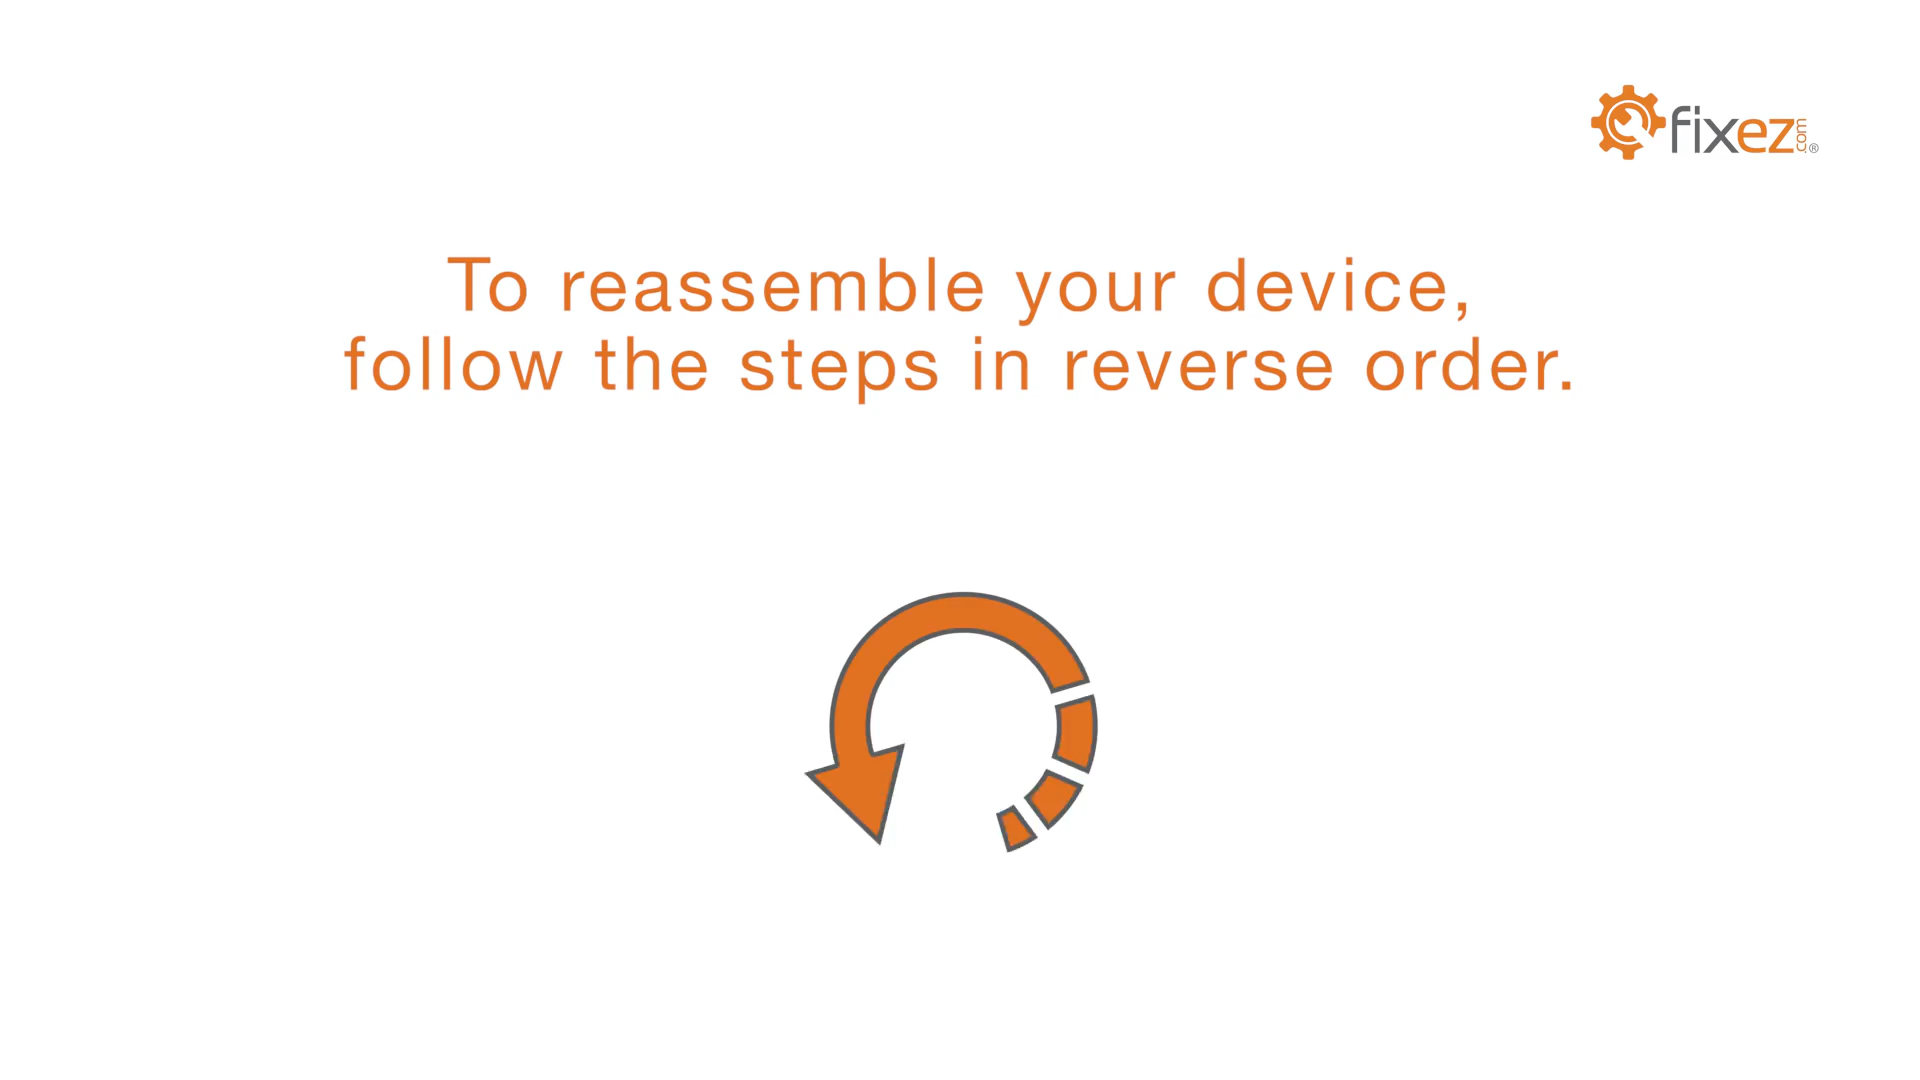 fixez.com®
To reassemble your device,
follow the steps in reverse order.